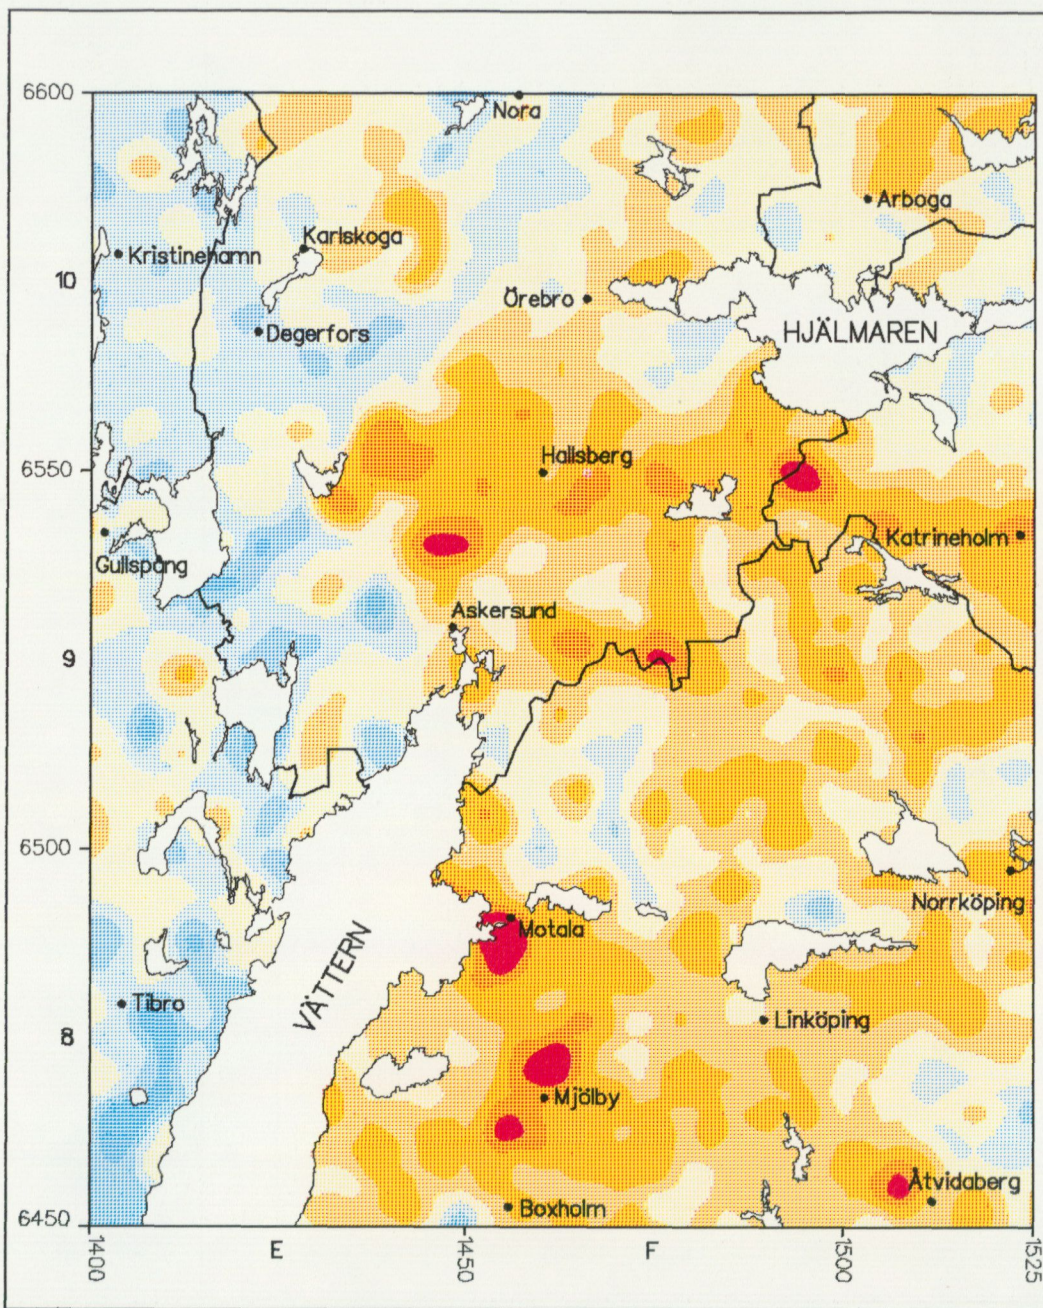 6600
Nora
Arboga
Karlskoga
Kristinehamn
10
Örebro
Degerfors
HJÄLMAREN
Hallsberg
6550
Katrineholm
Gullspång
Askersund
9
6500
Norrköping
Motala
VÄTTERN
Tibro
Linköping
8
Mjölby
Åtvidaberg
Boxholm
6450
1400
E
1450
F
1500
1525